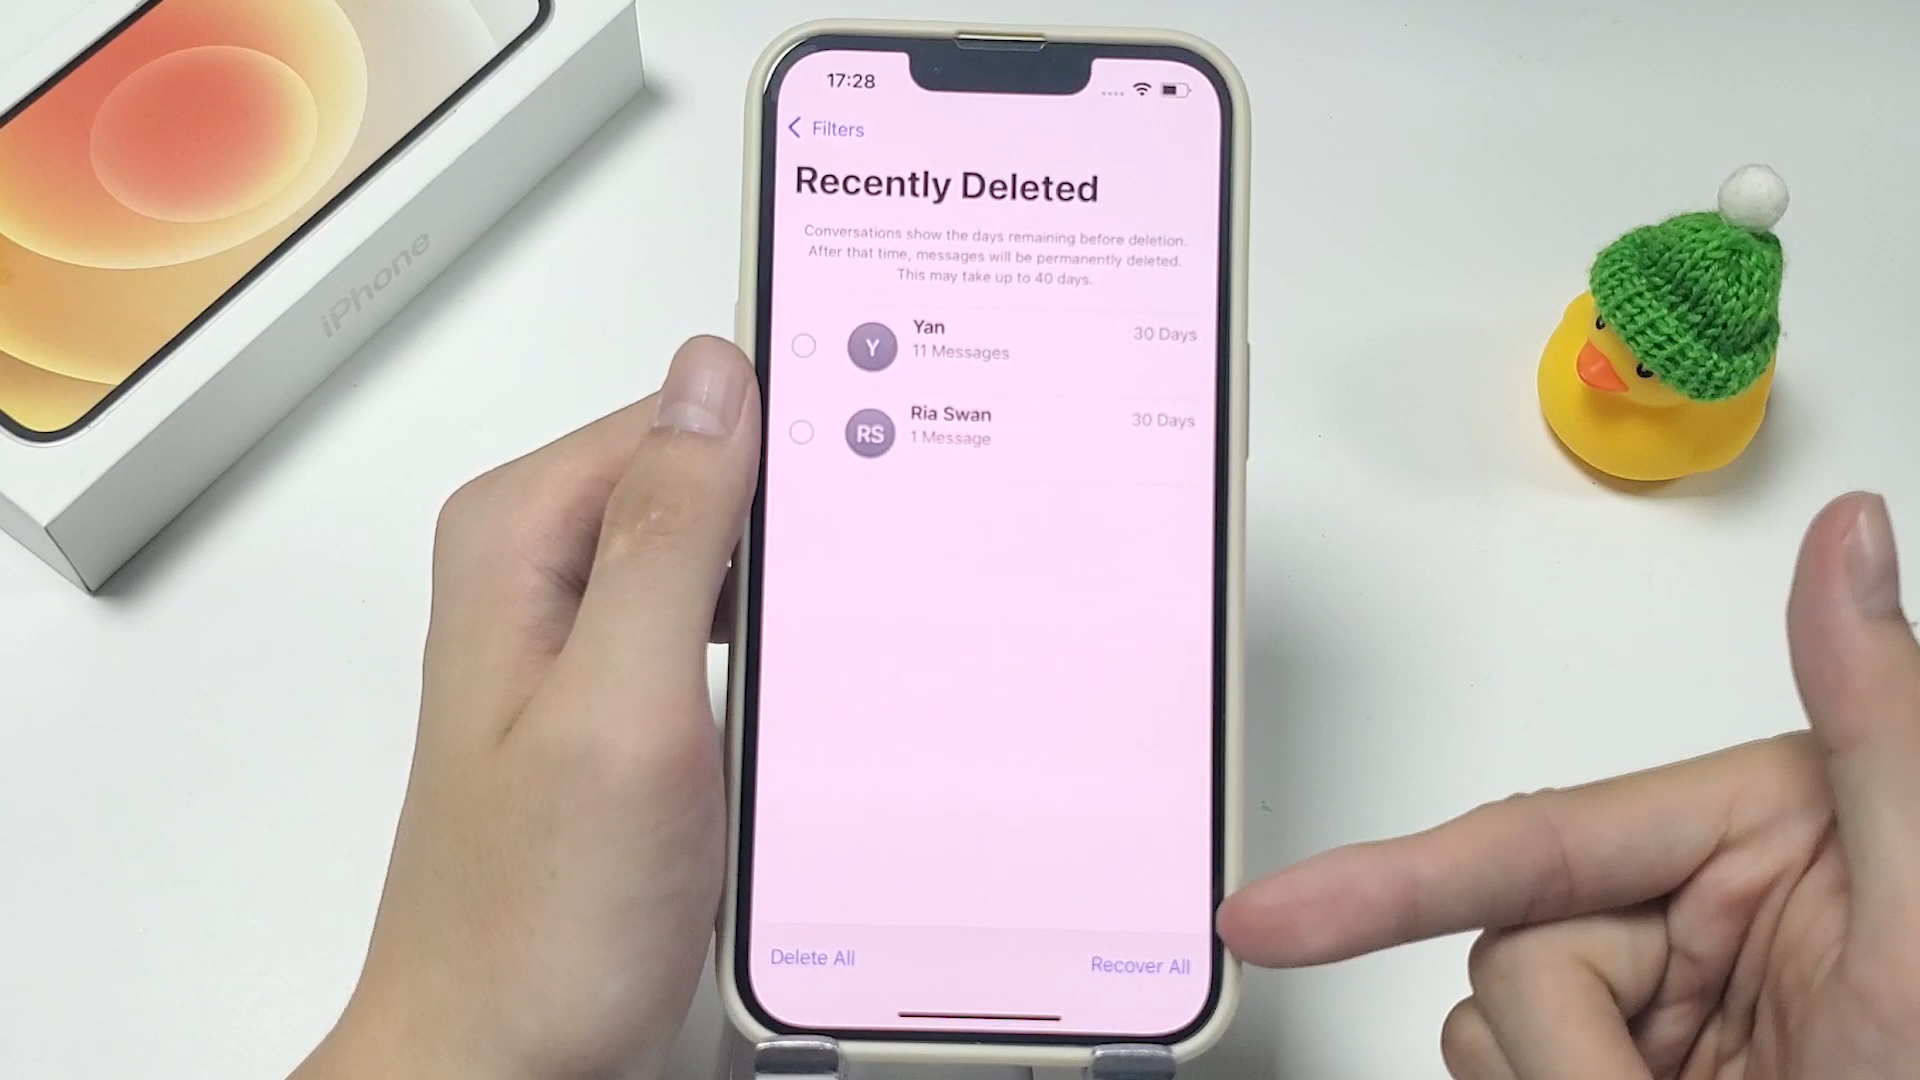 iPhone
17:28
Filters
Recently Deleted
Conversations show the days remaining before deletion.
After that time, messages will be permanently deleted.
This may take up to 40 days.
Y
Yan
30 Days
11 Messages
RS
Ria Swan
30 Days
1 Message
Delete All
Recover All